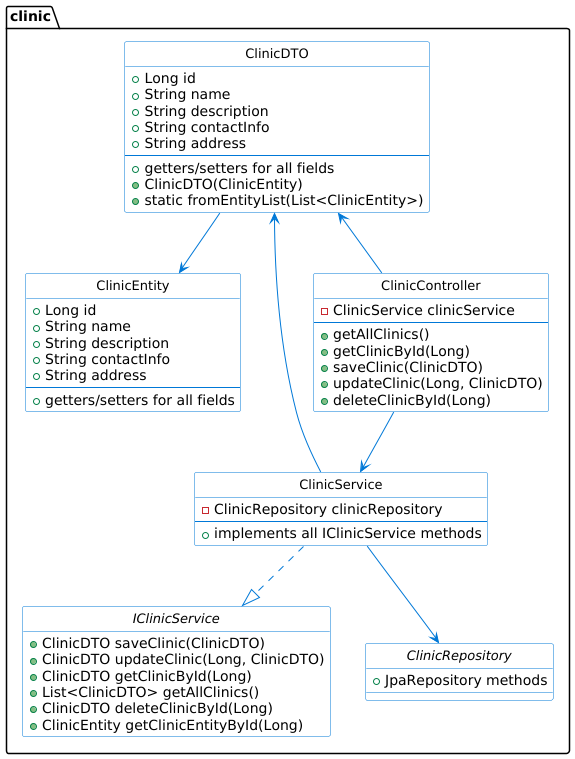 clinic
ClinicDTO
Long id
String name
String description
String contactInfo
String address
getters/setters for all fields
ClinicDTO(ClinicEntity)
static fromEntityList(List<ClinicEntity>)
ClinicEntity
Long id
String name
String description
String contactInfo
String address
getters/setters for all fields
ClinicController
ClinicService clinicService
getAllClinics()
getClinicById(Long)
saveClinic(ClinicDTO)
updateClinic(Long, ClinicDTO)
deleteClinicById(Long)
ClinicService
ClinicRepository clinicRepository
implements all IClinicService methods
IClinicService
ClinicDTO saveClinic(ClinicDTO)
ClinicDTO updateClinic(Long, ClinicDTO)
ClinicDTO getClinicById(Long)
List<ClinicDTO> getAllClinics()
ClinicDTO deleteClinicById(Long)
ClinicEntity getClinicEntityById(Long)
ClinicRepository
JpaRepository methods